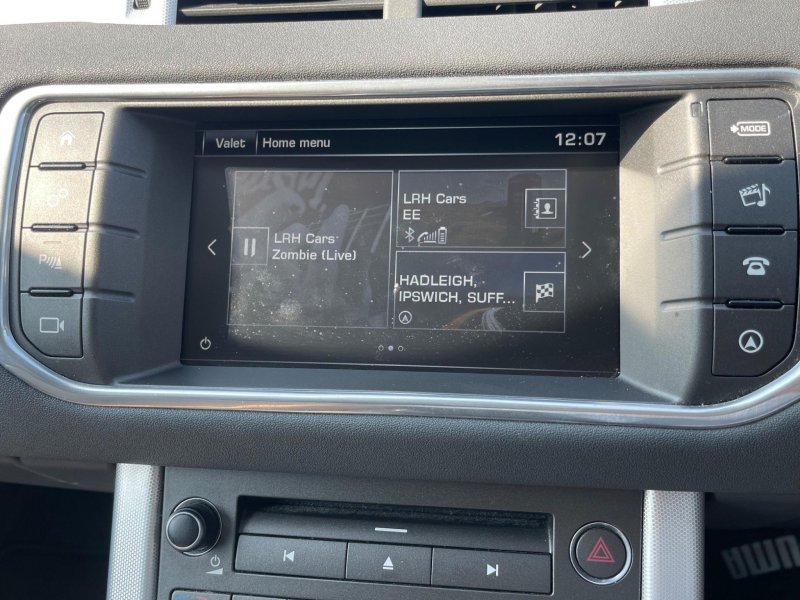 Valet Home menu 12:07
MODE
LRH Cars
Zombie (Live)
LRH Cars
EE
HADLEIGH,
IPSWICH, SUFF...
P